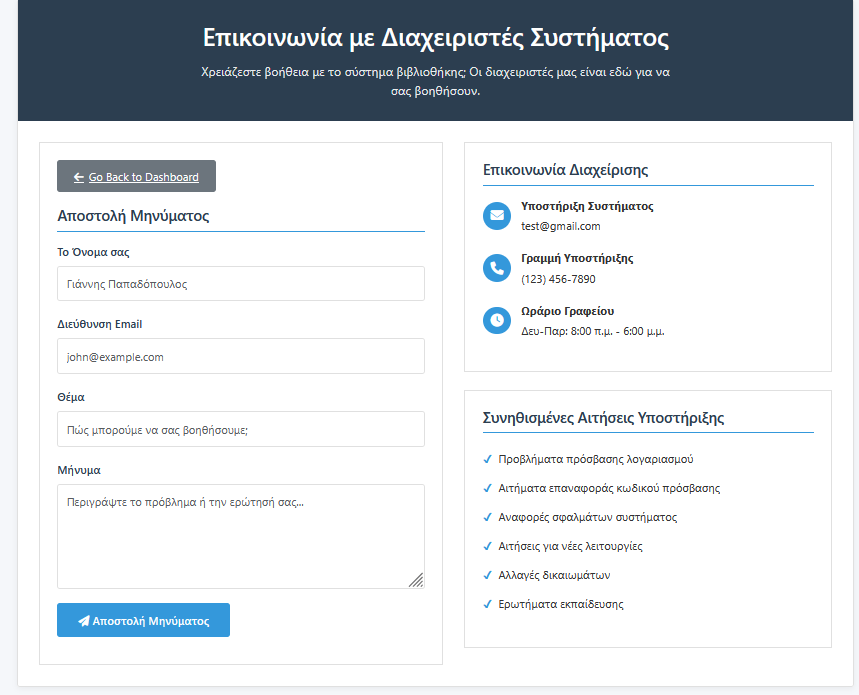 Επικοινωνία με Διαχειριστές Συστήματος
Χρειάζεστε βοήθεια με το σύστημα βιβλιοθήκης; Οι διαχειριστές μας είναι εδώ για να
σας βοηθήσουν.
Go Back to Dashboard
Αποστολή Μηνύματος
Το Όνομα σας
Γιάννης Παπαδόπουλος
Διεύθυνση Email
john@example.com
Θέμα
Πώς μπορούμε να σας βοηθήσουμε;
Μήνυμα
Περιγράψτε το πρόβλημα ή την ερώτησή σας...
Αποστολή Μηνύματος
Επικοινωνία Διαχείρισης
Υποστήριξη Συστήματος
test@gmail.com
Γραμμή Υποστήριξης
(123) 456-7890
Ωράριο Γραφείου
Δευ-Παρ: 8:00 π.μ. - 6:00 μ.μ.
Συνηθισμένες Αιτήσεις Υποστήριξης
Προβλήματα πρόσβασης λογαριασμού
Αιτήματα επαναφοράς κωδικού πρόσβασης
Αναφορές σφαλμάτων συστήματος
Αιτήσεις για νέες λειτουργίες
Αλλαγές δικαιωμάτων
Ερωτήματα εκπαίδευσης